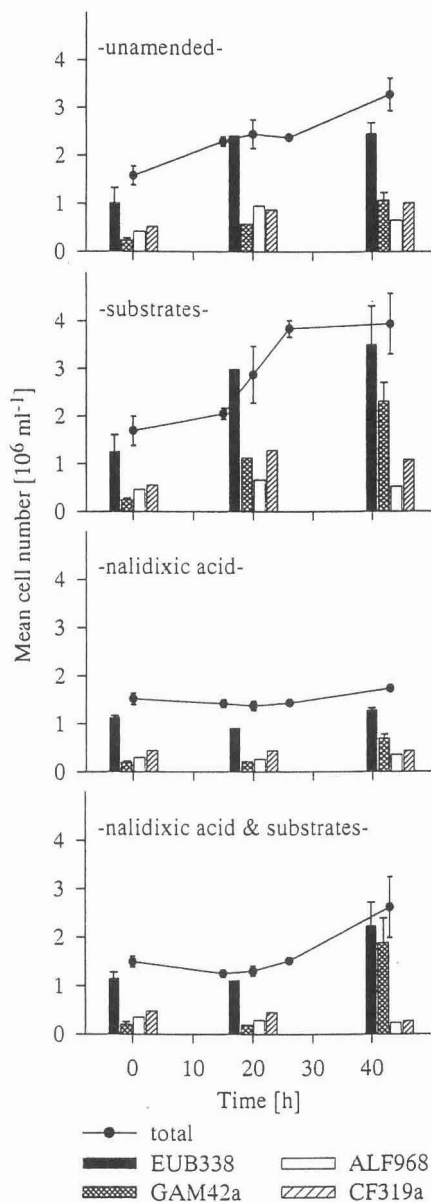 -unamended-
4
3
2
1
0
-substrates-
4
3
2
1
0
Mean cell number [10⁶ ml⁻¹]
-nalidixic acid-
4
3
2
1
0
-nalidixic acid & substrates-
4
3
2
1
0
0 10 20 30 40
Time [h]
total
EUB338 ALF968
GAM42a CF319a